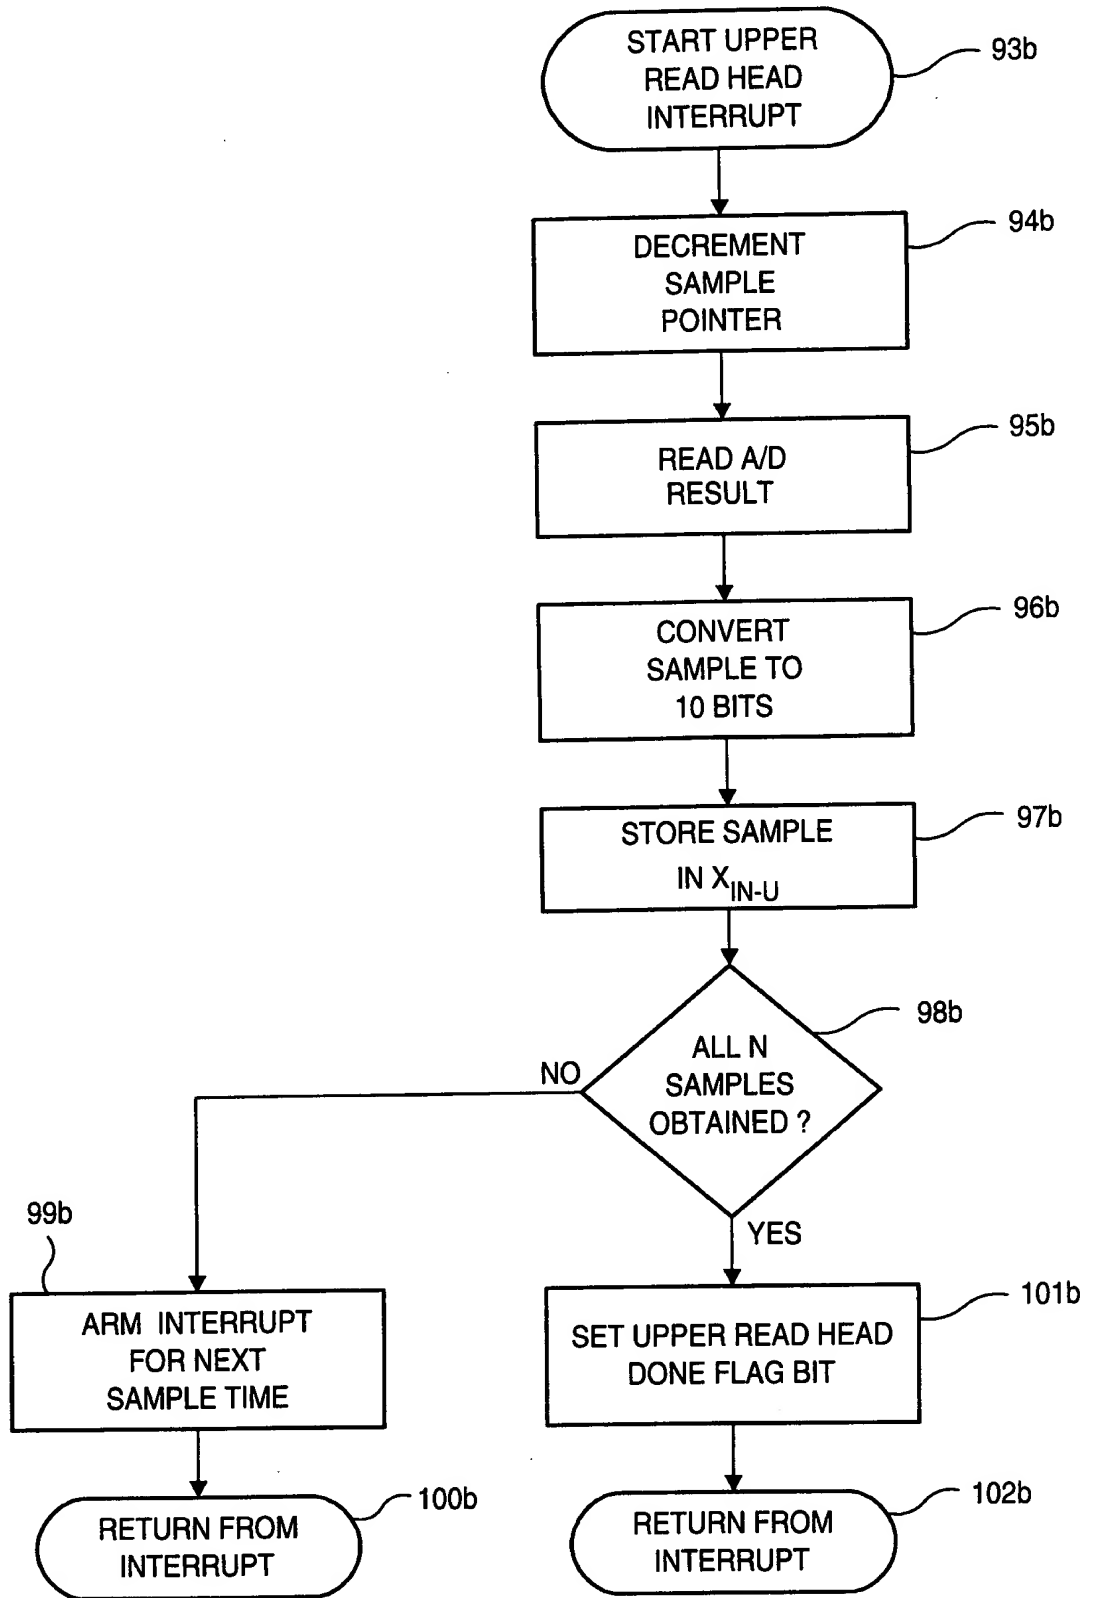 START UPPER
READ HEAD
INTERRUPT
93b
DECREMENT
SAMPLE
POINTER
94b
READ A/D
RESULT
95b
CONVERT
SAMPLE TO
10 BITS
96b
STORE SAMPLE
IN X IN-U
97b
ALL N
SAMPLES
OBTAINED ?
98b
NO
YES
99b
ARM INTERRUPT
FOR NEXT
SAMPLE TIME
SET UPPER READ HEAD
DONE FLAG BIT
101b
RETURN FROM
INTERRUPT
100b
RETURN FROM
INTERRUPT
102b